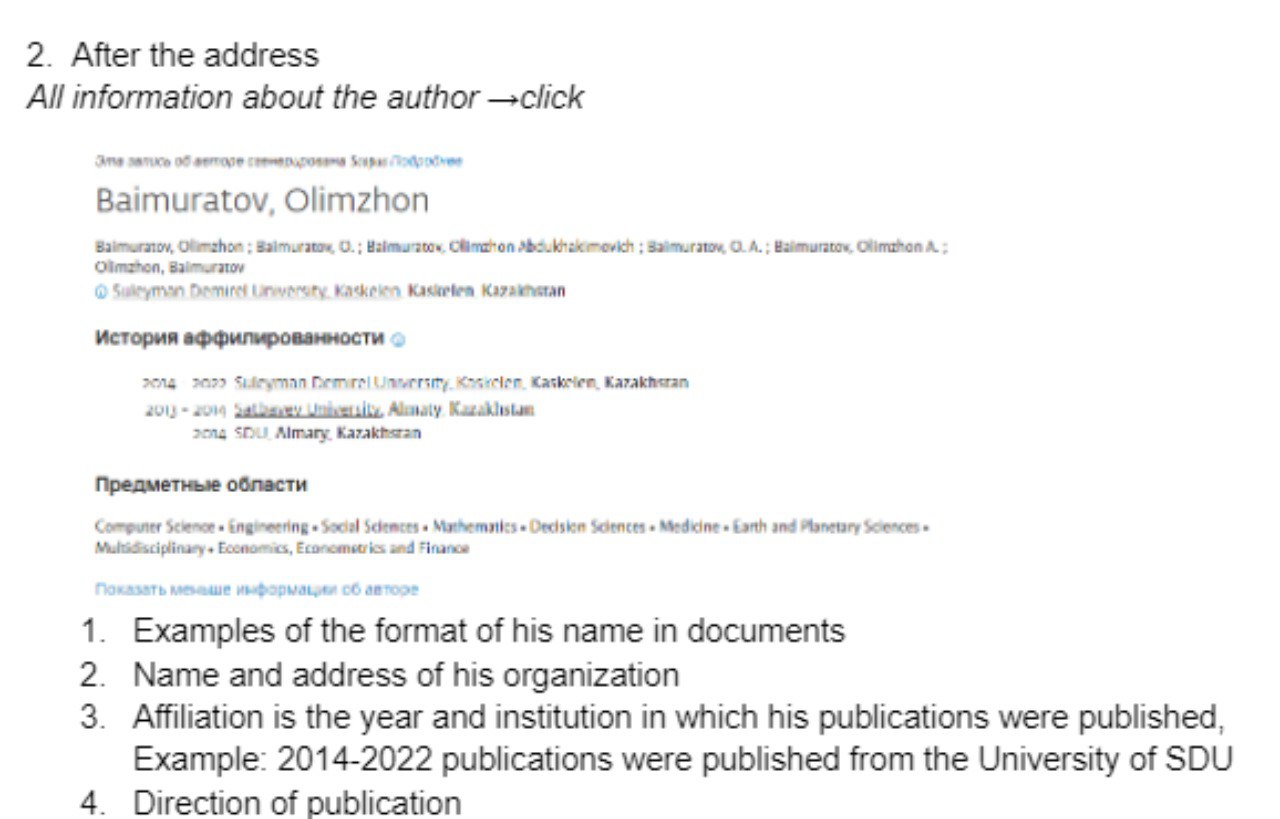 2. After the address
All information about the author →click
Эта запись об авторе сгенерирована Scopus Подробнее
Baimuratov, Olimzhon
Baimuratov, Olimzhon ; Baimuratov, O. ; Baimuratov, Olimzhon Abdukhakimovich ; Baimuratov, O. A. ; Baimuratov, Olimzhon A. ;
Olimzhon, Baimuratov
Suleyman Demirel University, Kaskelen, Kaskelen, Kazakhstan
История аффилированности
2014 - 2022 Suleyman Demirel University, Kaskelen, Kaskelen, Kazakhstan
2013 - 2014 Satbayev University, Almaty, Kazakhstan
2014 SDU, Almaty, Kazakhstan
Предметные области
Computer Science • Engineering • Social Sciences • Mathematics • Decision Sciences • Medicine • Earth and Planetary Sciences •
Multidisciplinary • Economics, Econometrics and Finance
Показать меньше информации об авторе
1. Examples of the format of his name in documents
2. Name and address of his organization
3. Affiliation is the year and institution in which his publications were published,
Example: 2014-2022 publications were published from the University of SDU
4. Direction of publication